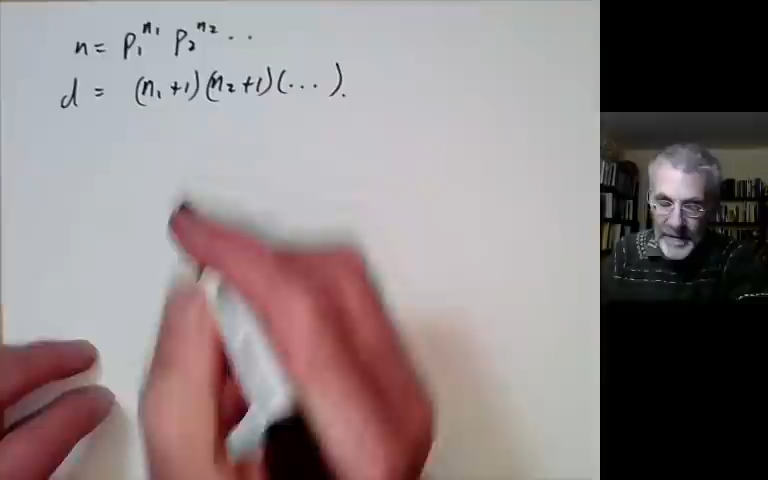 n = p₁^n₁ p₂^n₂ ...
d = (n₁+1)(n₂+1)(...).